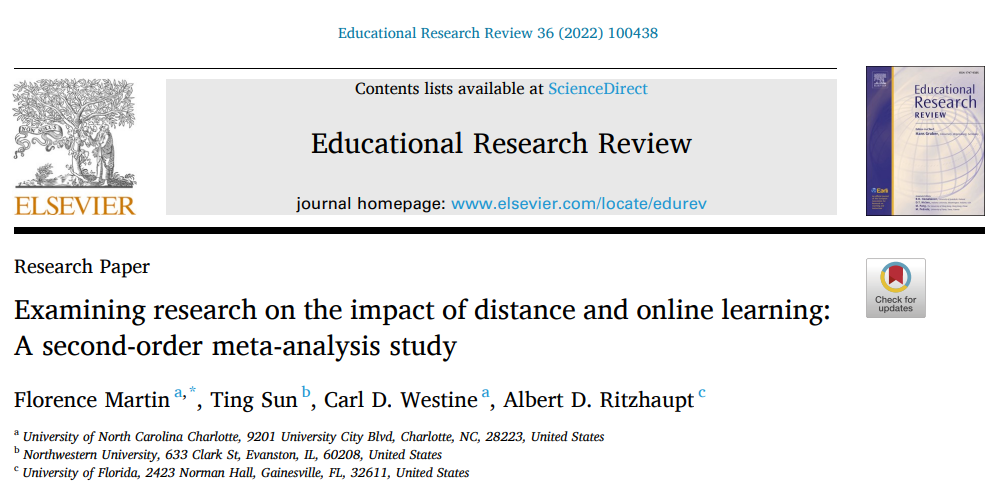 Educational Research Review 36 (2022) 100438
Contents lists available at ScienceDirect
Educational Research Review
journal homepage: www.elsevier.com/locate/edurev
ELSEVIER
Educational
Research
REVIEW
Research Paper
Check for
updates
Examining research on the impact of distance and online learning:
A second-order meta-analysis study
Florence Martin a,*, Ting Sun b, Carl D. Westine a, Albert D. Ritzhaupt c
a University of North Carolina Charlotte, 9201 University City Blvd, Charlotte, NC, 28223, United States
b Northwestern University, 633 Clark St, Evanston, IL, 60208, United States
c University of Florida, 2423 Norman Hall, Gainesville, FL, 32611, United States